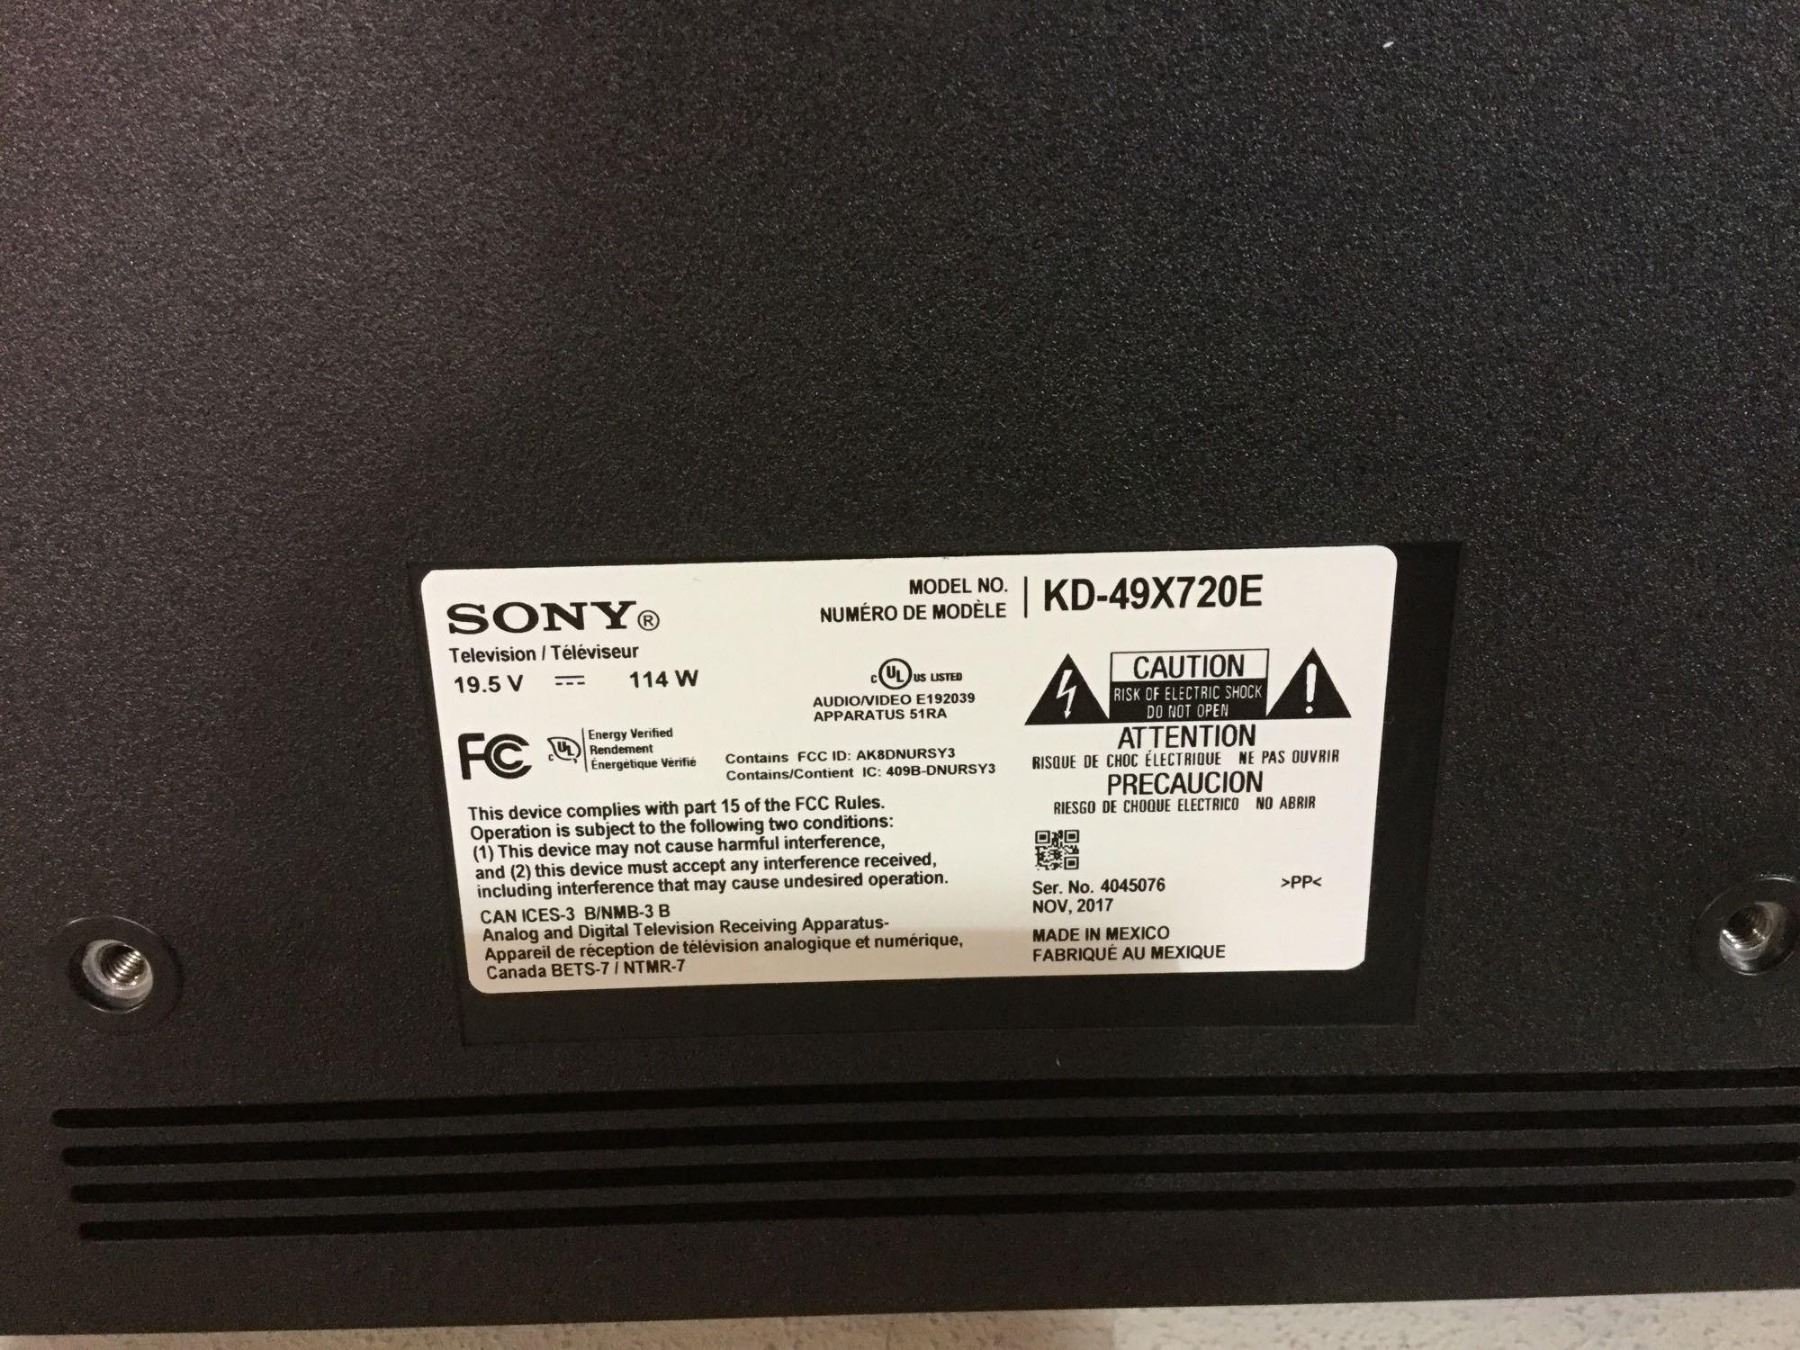 SONY®
Television / Téléviseur
19.5 V 114 W
MODEL NO.
NUMÉRO DE MODÈLE
KD-49X720E
c UL US LISTED
AUDIO/VIDEO E192039
APPARATUS 51RA
FC
c UL
Energy Verified
Rendement
Énergétique Vérifié
Contains FCC ID: AK8DNURSY3
Contains/Contient IC: 409B-DNURSY3
This device complies with part 15 of the FCC Rules.
Operation is subject to the following two conditions:
(1) This device may not cause harmful interference,
and (2) this device must accept any interference received,
including interference that may cause undesired operation.
CAN ICES-3 B/NMB-3 B
Analog and Digital Television Receiving Apparatus-
Appareil de réception de télévision analogique et numérique,
Canada BETS-7 / NTMR-7
CAUTION
RISK OF ELECTRIC SHOCK
DO NOT OPEN
ATTENTION
RISQUE DE CHOC ÉLECTRIQUE NE PAS OUVRIR
PRECAUCION
RIESGO DE CHOQUE ELECTRICO NO ABRIR
Ser. No. 4045076
NOV, 2017
>PP<
MADE IN MEXICO
FABRIQUÉ AU MEXIQUE